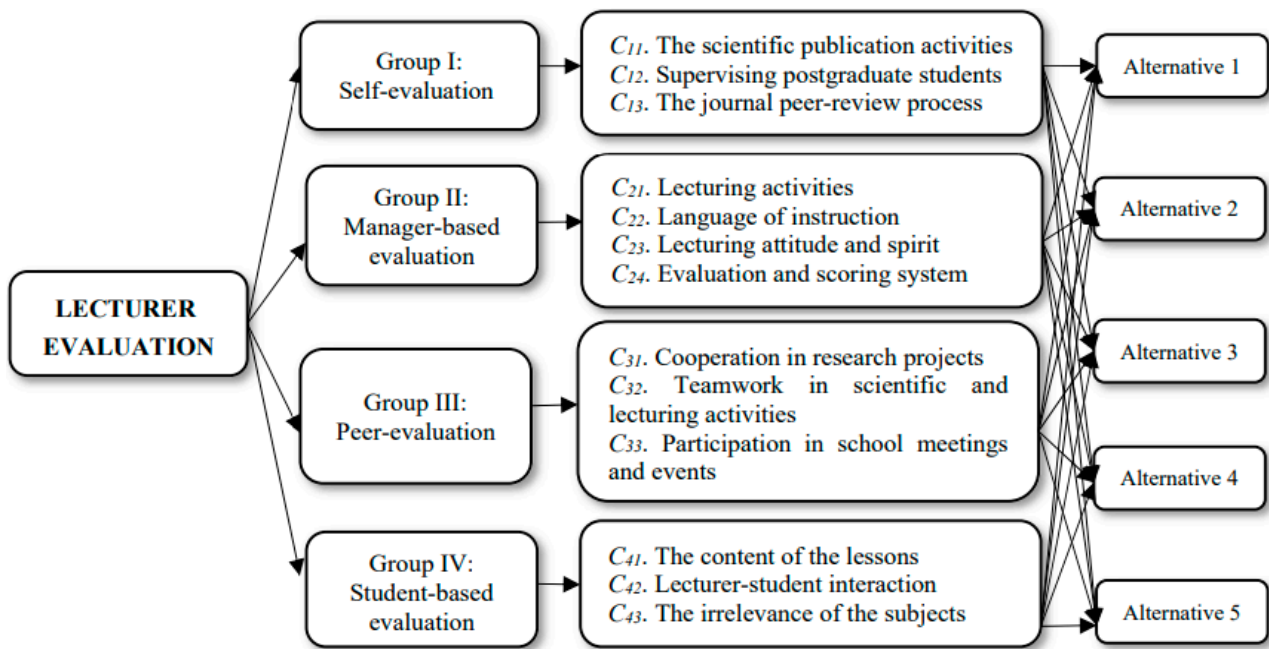 LECTURER
EVALUATION
Group I:
Self-evaluation
C11. The scientific publication activities
C12. Supervising postgraduate students
C13. The journal peer-review process
Group II:
Manager-based
evaluation
C21. Lecturing activities
C22. Language of instruction
C23. Lecturing attitude and spirit
C24. Evaluation and scoring system
Group III:
Peer-evaluation
C31. Cooperation in research projects
C32. Teamwork in scientific and
lecturing activities
C33. Participation in school meetings
and events
Group IV:
Student-based
evaluation
C41. The content of the lessons
C42. Lecturer-student interaction
C43. The irrelevance of the subjects
Alternative 1
Alternative 2
Alternative 3
Alternative 4
Alternative 5